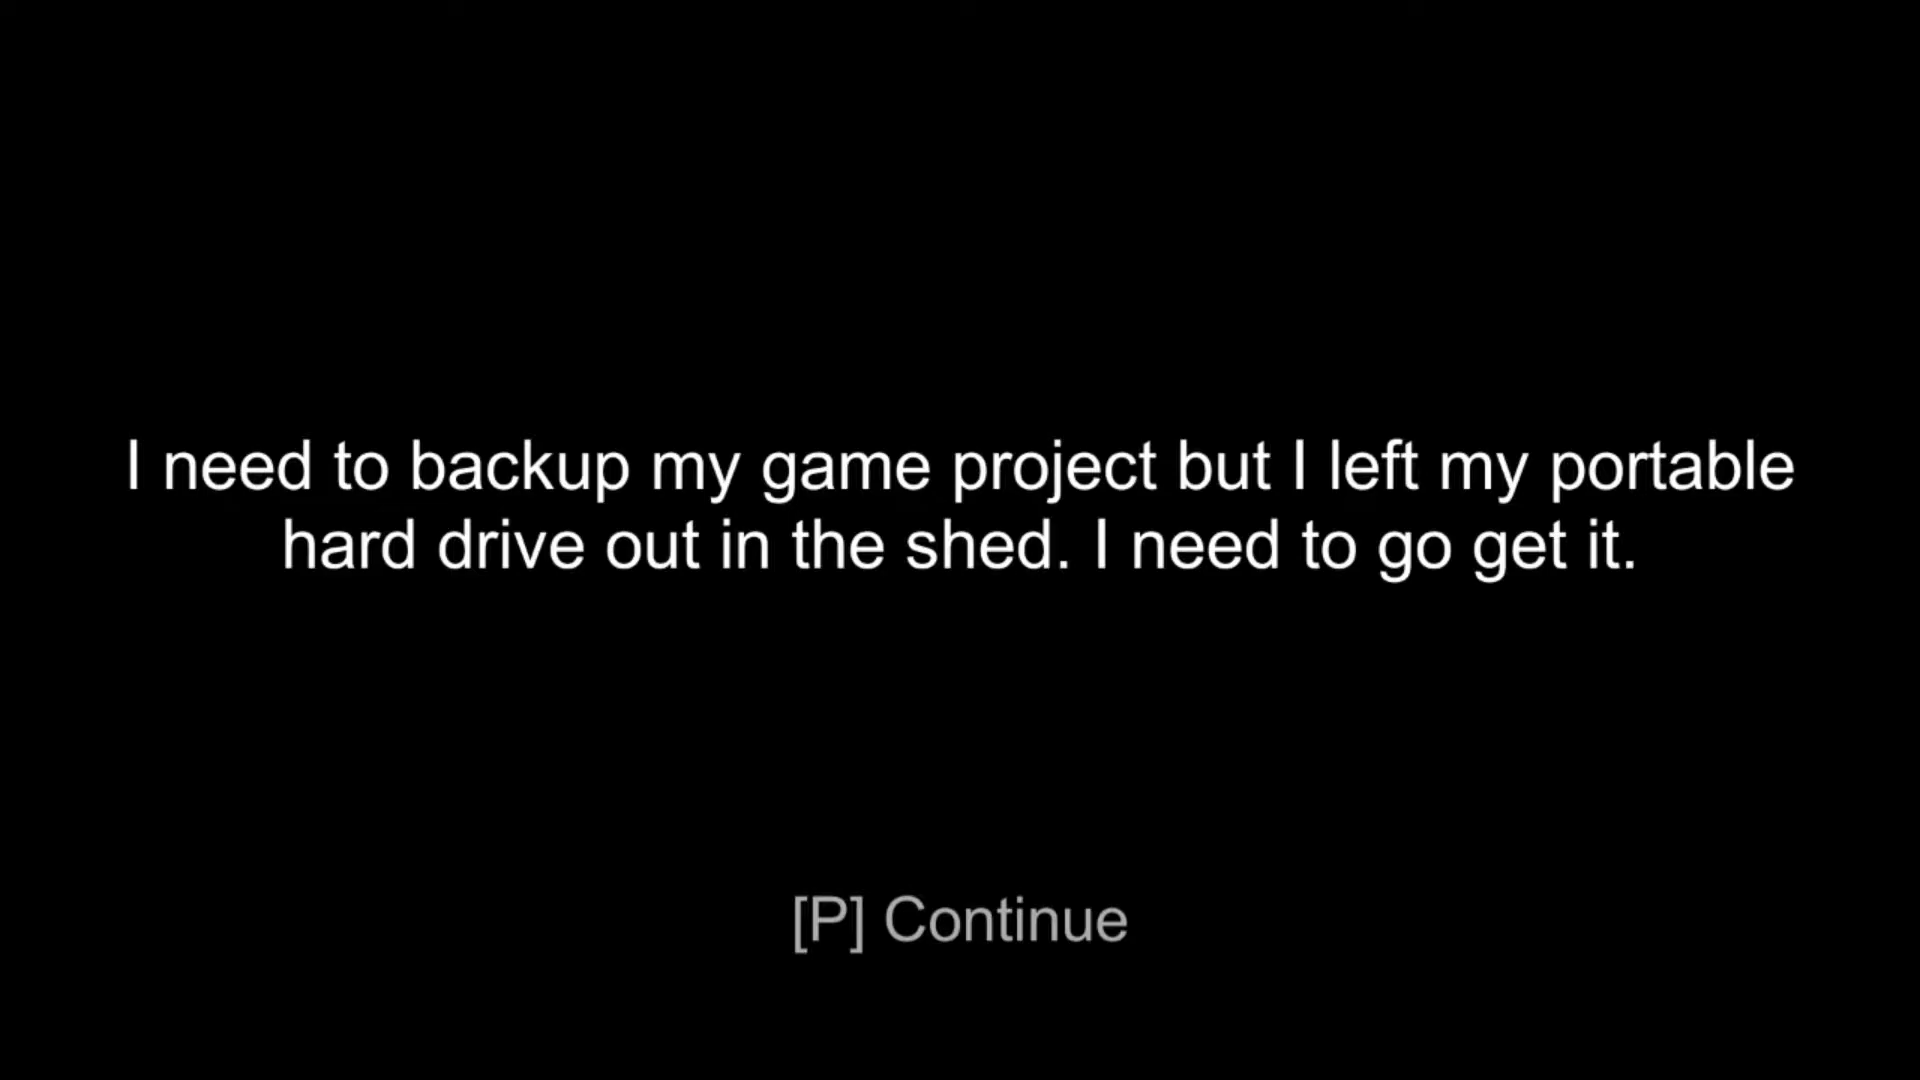 I need to backup my game project but I left my portable
hard drive out in the shed. I need to go get it.
[P] Continue